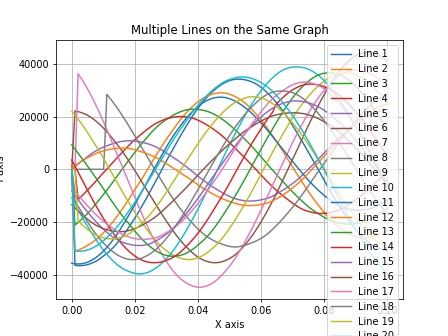 Multiple Lines on the Same Graph
40000
20000
0
−20000
−40000
axis
0.00
0.02
0.04
0.06
X axis
Line 1
Line 2
Line 3
Line 4
Line 5
Line 6
Line 7
Line 8
Line 9
Line 10
Line 11
Line 12
Line 13
Line 14
Line 15
Line 16
Line 17
Line 18
Line 19
Line 20